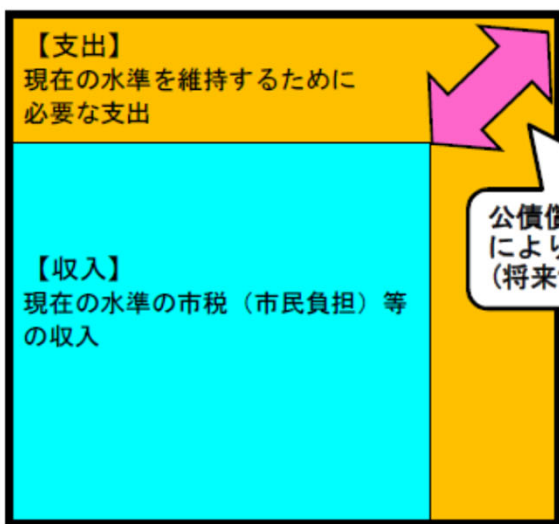 【支出】
現在の水準を維持するために
必要な支出
公債
により
(将来
【収入】
現在の水準の市税(市民負担)等
の収入